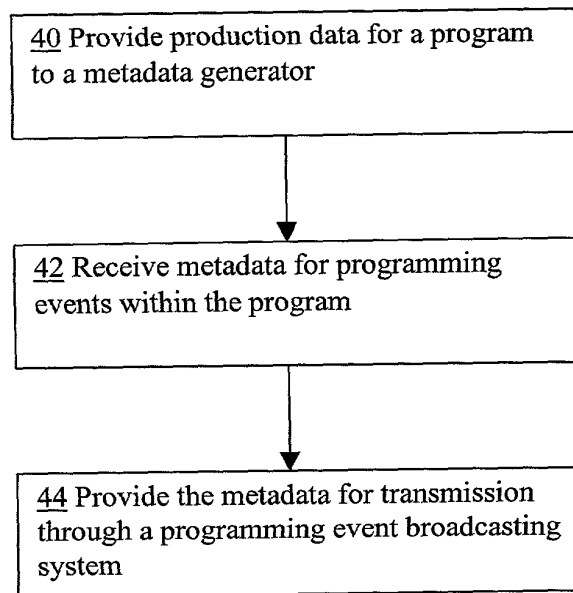 40 Provide production data for a program
to a metadata generator
42 Receive metadata for programming
events within the program
44 Provide the metadata for transmission
through a programming event broadcasting
system